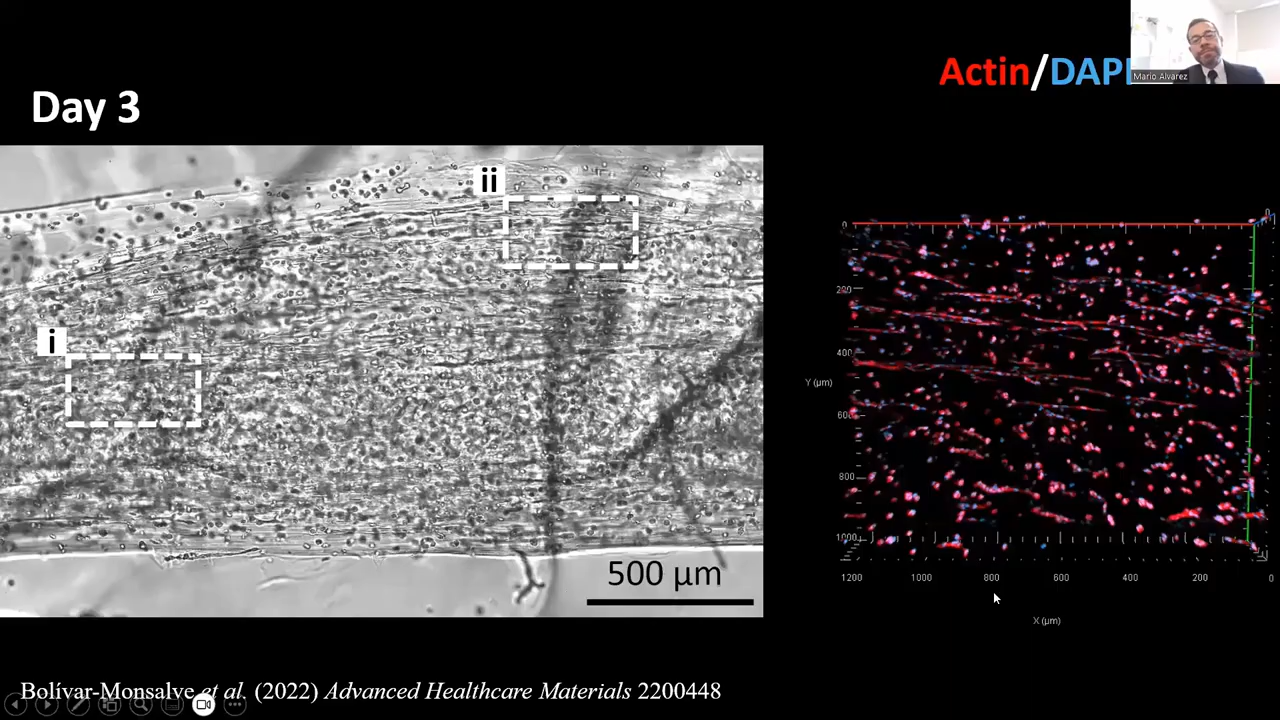 Actin/DAPI
Mario Alvarez
Day 3
ii
i
500 µm
0
0
200
400
600
800
1000
Y (µm)
1200 1000 800 600 400 200 0
X (µm)
Bolívar-Monsalve et al. (2022) Advanced Healthcare Materials 2200448